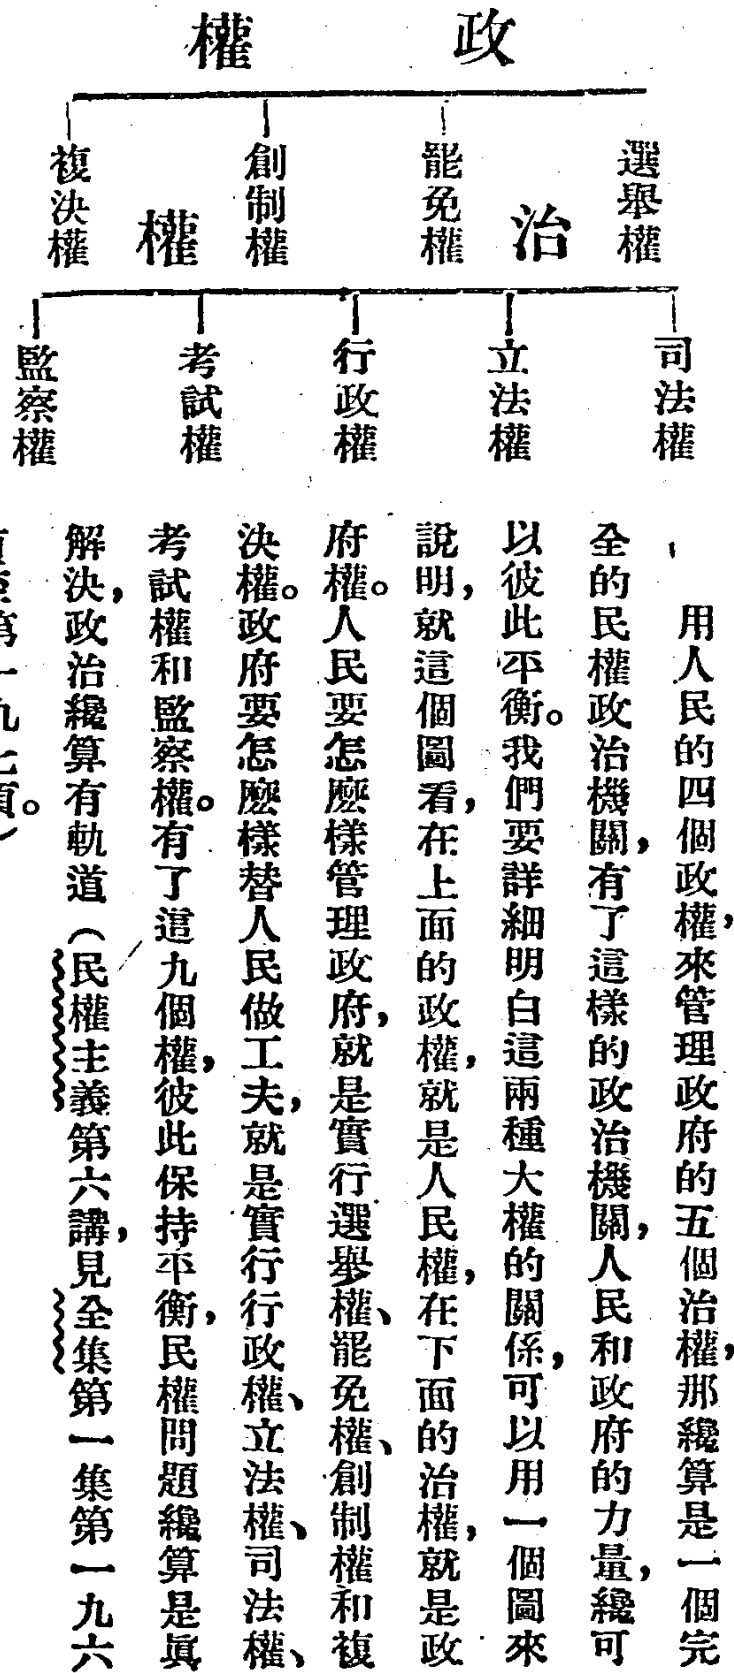 政權
選舉權
罷免權
創制權
複決權
治權
司法權
立法權
行政權
考試權
監察權
用人民的四個政權，來管理政府的五個治權，那纔算是一個完
全的民權政治機關，有了這樣的政治機關，人民和政府的力量，纔可
以彼此平衡。我們要詳細明白這兩種大權的關係，可以用一個圖來
說明，就這個圖看，在上面的政權，就是人民權，在下面的治權，就是政
府權。人民要怎麽樣管理政府，就是實行選舉權、罷免權、創制權和複
決權。政府要怎麽樣替人民做工夫，就是實行行政權、立法權、司法權、
考試權和監察權。有了這九個權，彼此保持平衡，民權問題纔算是眞
解決，政治纔算有軌道（民權主義第六講，見全集第一集第一九六
頁至第一九七頁。）